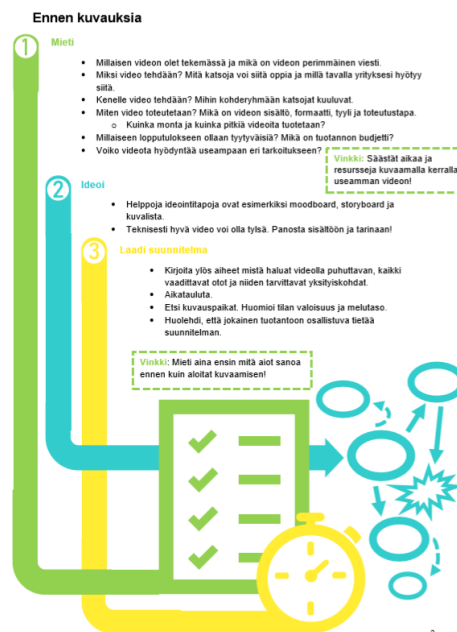 Ennen kuvauksia
1
Mieti
• Millaisen videon olet tekemässä ja mikä on videon perimmäinen viesti.
• Miksi video tehdään? Mitä katsoja voi siitä oppia ja millä tavalla yrityksesi hyötyy
siitä.
• Kenelle video tehdään? Mihin kohderyhmään katsojat kuuluvat.
• Miten video toteutetaan? Mikä on videon sisältö, formaatti, tyyli ja toteutustapa.
o Kuinka monta ja kuinka pitkiä videoita tuotetaan?
• Millaiseen lopputulokseen ollaan tyytyväisiä? Mikä on tuotannon budjetti?
• Voiko videota hyödyntää useampaan eri tarkoitukseen?
Vinkki: Säästät aikaa ja
resursseja kuvaamalla kerralla
useamman videon!
2
Ideoi
• Helppoja ideointitapoja ovat esimerkiksi moodboard, storyboard ja
kuvalista.
• Teknisesti hyvä video voi olla tylsä. Panosta sisältöön ja tarinaan!
3
Laadi suunnitelma
• Kirjoita ylös aiheet mistä haluat videolla puhuttavan, kaikki
vaadittavat otot ja niiden tarvittavat yksityiskohdat.
• Aikatauluta.
• Etsi kuvauspaikat. Huomioi tilan valoisuus ja melutaso.
• Huolehdi, että jokainen tuotantoon osallistuva tietää
suunnitelman.
Vinkki: Mieti aina ensin mitä aiot sanoa
ennen kuin aloitat kuvaamisen!